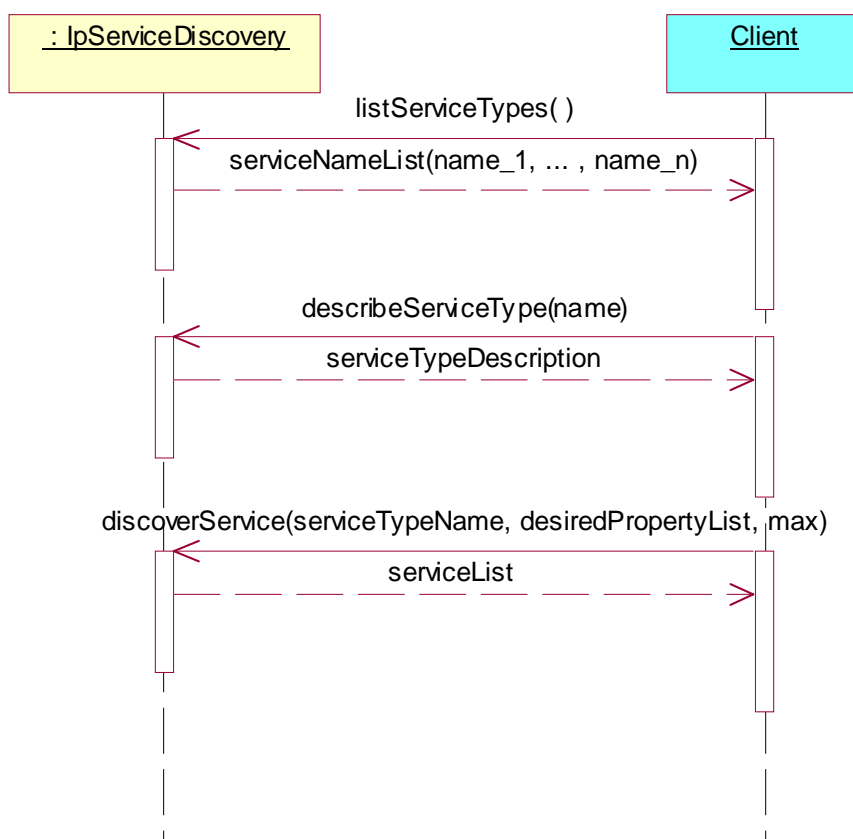 : IpServiceDiscovery
Client
listServiceTypes( )
serviceNameList(name_1, ... , name_n)
describeServiceType(name)
serviceTypeDescription
discoverService(serviceTypeName, desiredPropertyList, max)
serviceList